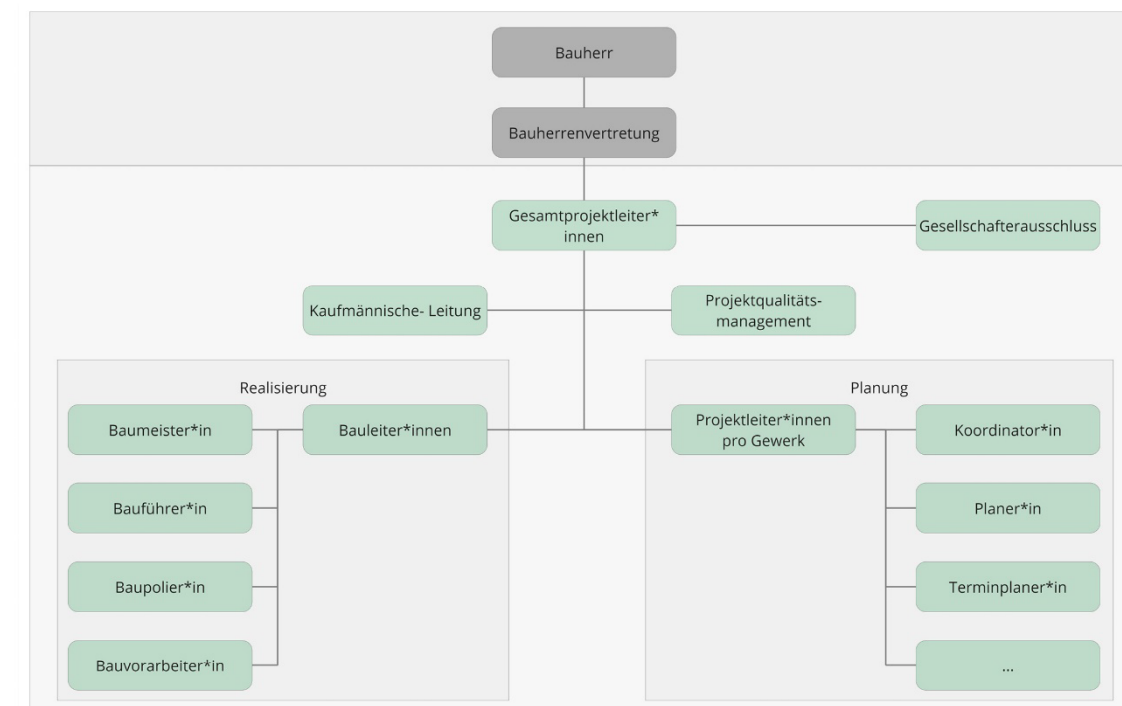 Bauherr
Bauherrenvertretung
Gesamtprojektleiter*
innen
Gesellschafterausschluss
Kaufmännische- Leitung
Projektqualitäts-
management
Realisierung
Baumeister*in
Bauleiter*innen
Bauführer*in
Baupolier*in
Bauvorarbeiter*in
Planung
Projektleiter*innen
pro Gewerk
Koordinator*in
Planer*in
Terminplaner*in
...